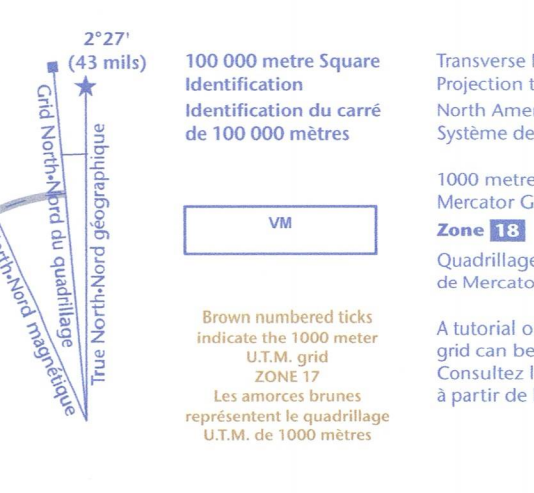 2°27'
(43 mils)
Grid North•Nord du quadrillage
True North•Nord géographique
Nord magnétique
100 000 metre Square
Identification
Identification du carré
de 100 000 mètres
VM
Brown numbered ticks
indicate the 1000 meter
U.T.M. grid
ZONE 17
Les amorces brunes
représentent le quadrillage
U.T.M. de 1000 mètres
Transverse
Projection
North
Système de
1000 metre
Mercator
Zone 18
Quadrillage
de
A tutorial
grid can be
Consultez
à partir de